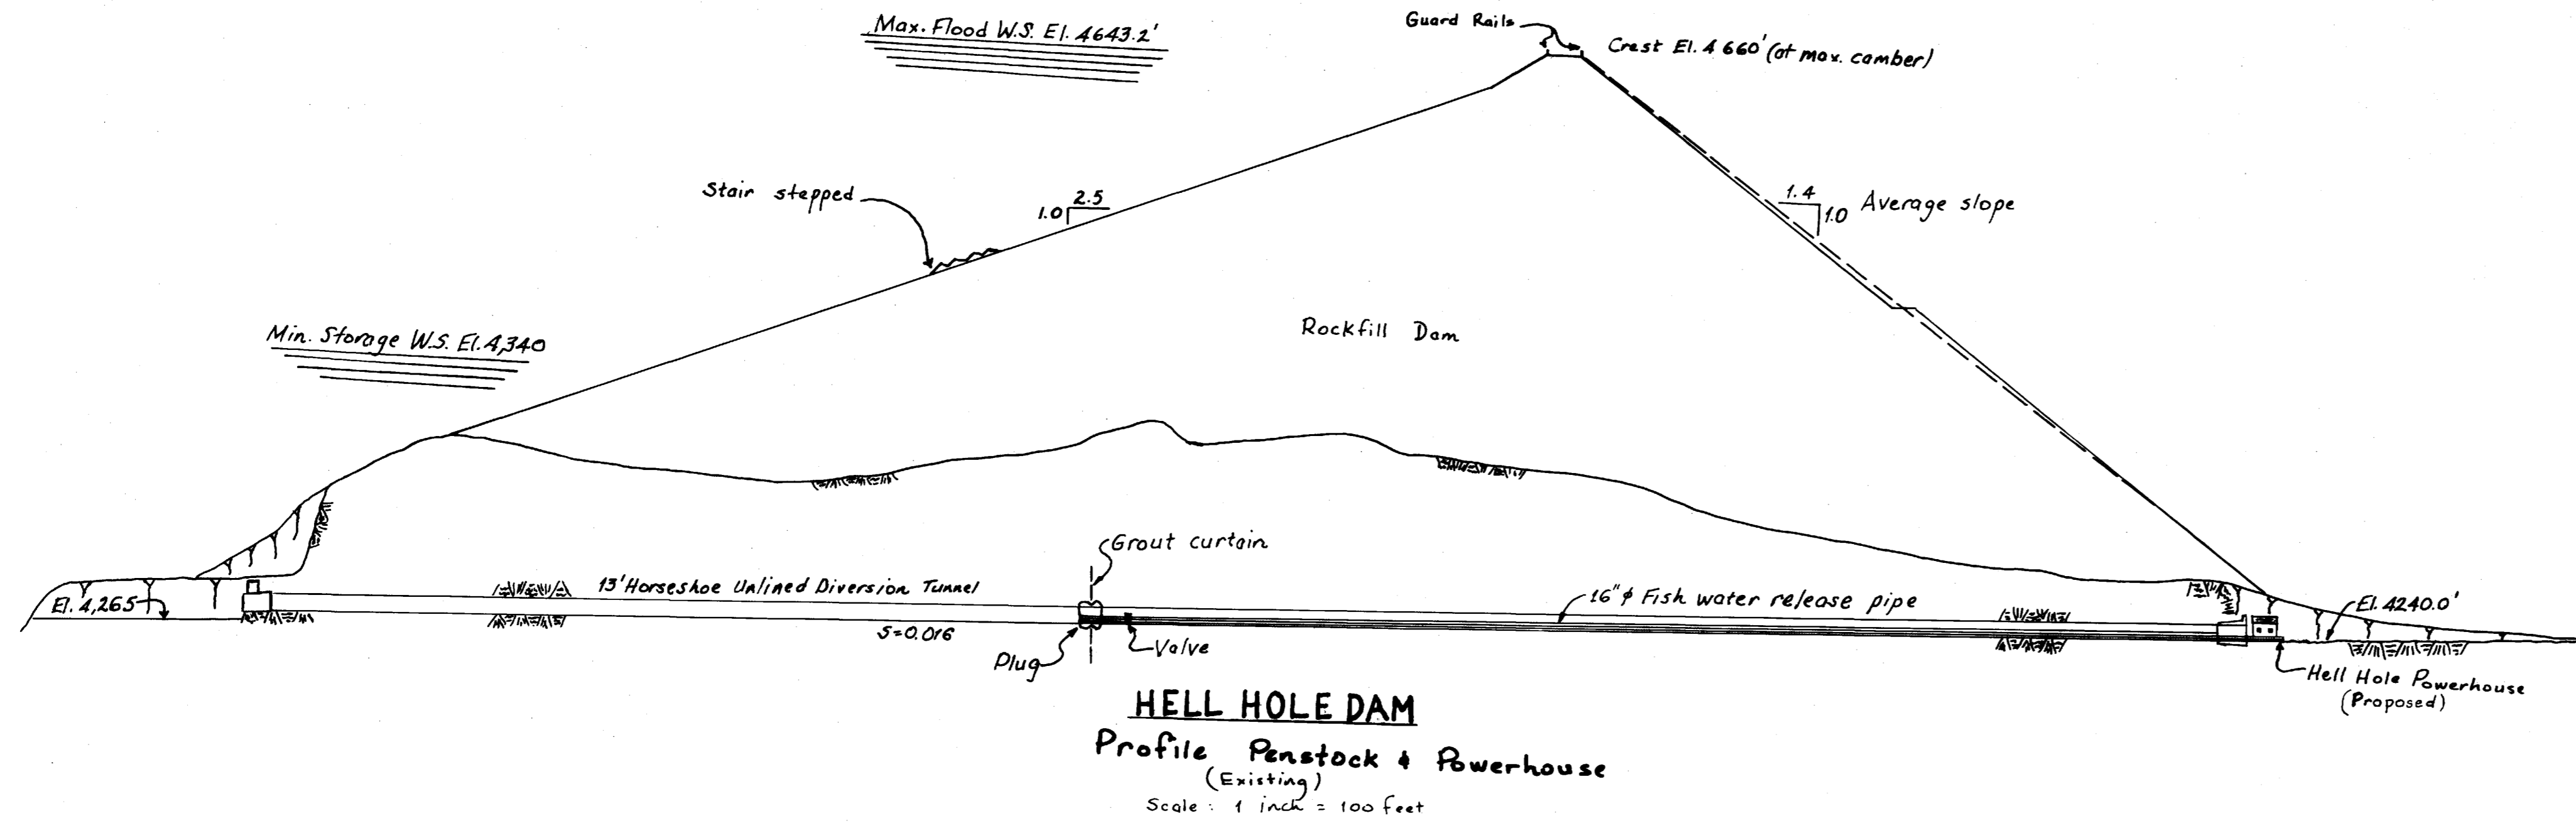 Max. Flood W.S. El. 4643.2'
Guard Rails
Crest El. 4660' (at max. camber)
Stair stepped
2.5
1.0
1.4
1.0
Average slope
Min. Storage W.S. El. 4,340
Rockfill Dam
Grout curtain
El. 4,265
13' Horseshoe Unlined Diversion Tunnel
16"ϕ Fish water release pipe
El. 4240.0'
S=0.016
Plug
Valve
Hell Hole Powerhouse
(Proposed)
HELL HOLE DAM
Profile Penstock & Powerhouse
(Existing)
Scale: 1 inch = 100 feet